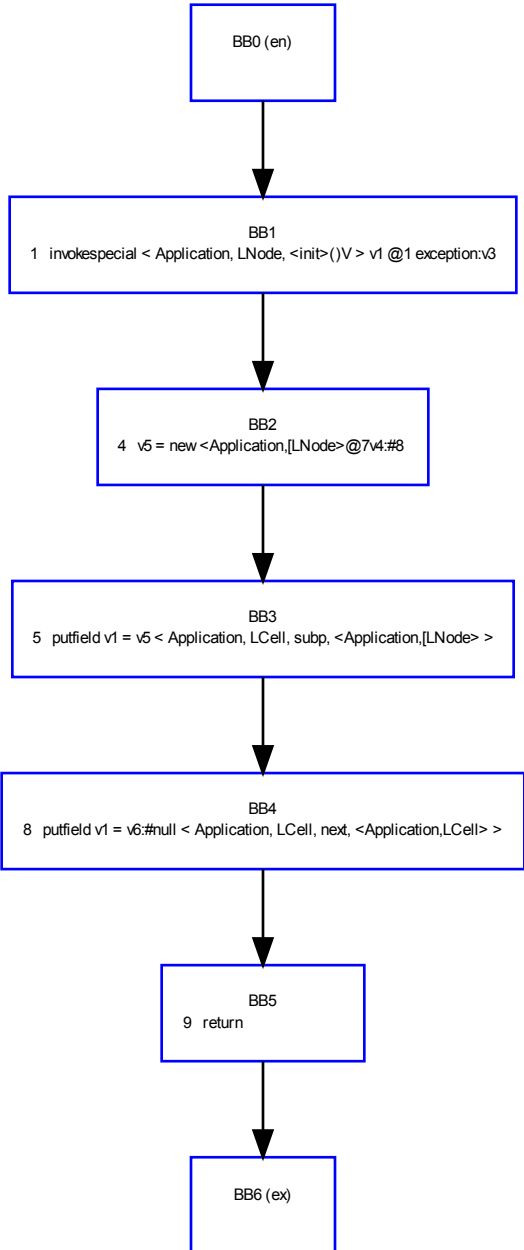 BB0 (en)
BB1
1 invokespecial < Application, LNode, <init>()V > v1 @1 exception:v3
BB2
4 v5 = new <Application,[LNode>@7v4:#8
BB3
5 putfield v1 = v5 < Application, LCell, subp, <Application,[LNode> >
BB4
8 putfield v1 = v6:#null < Application, LCell, next, <Application,LCell> >
BB5
9 return
BB6 (ex)